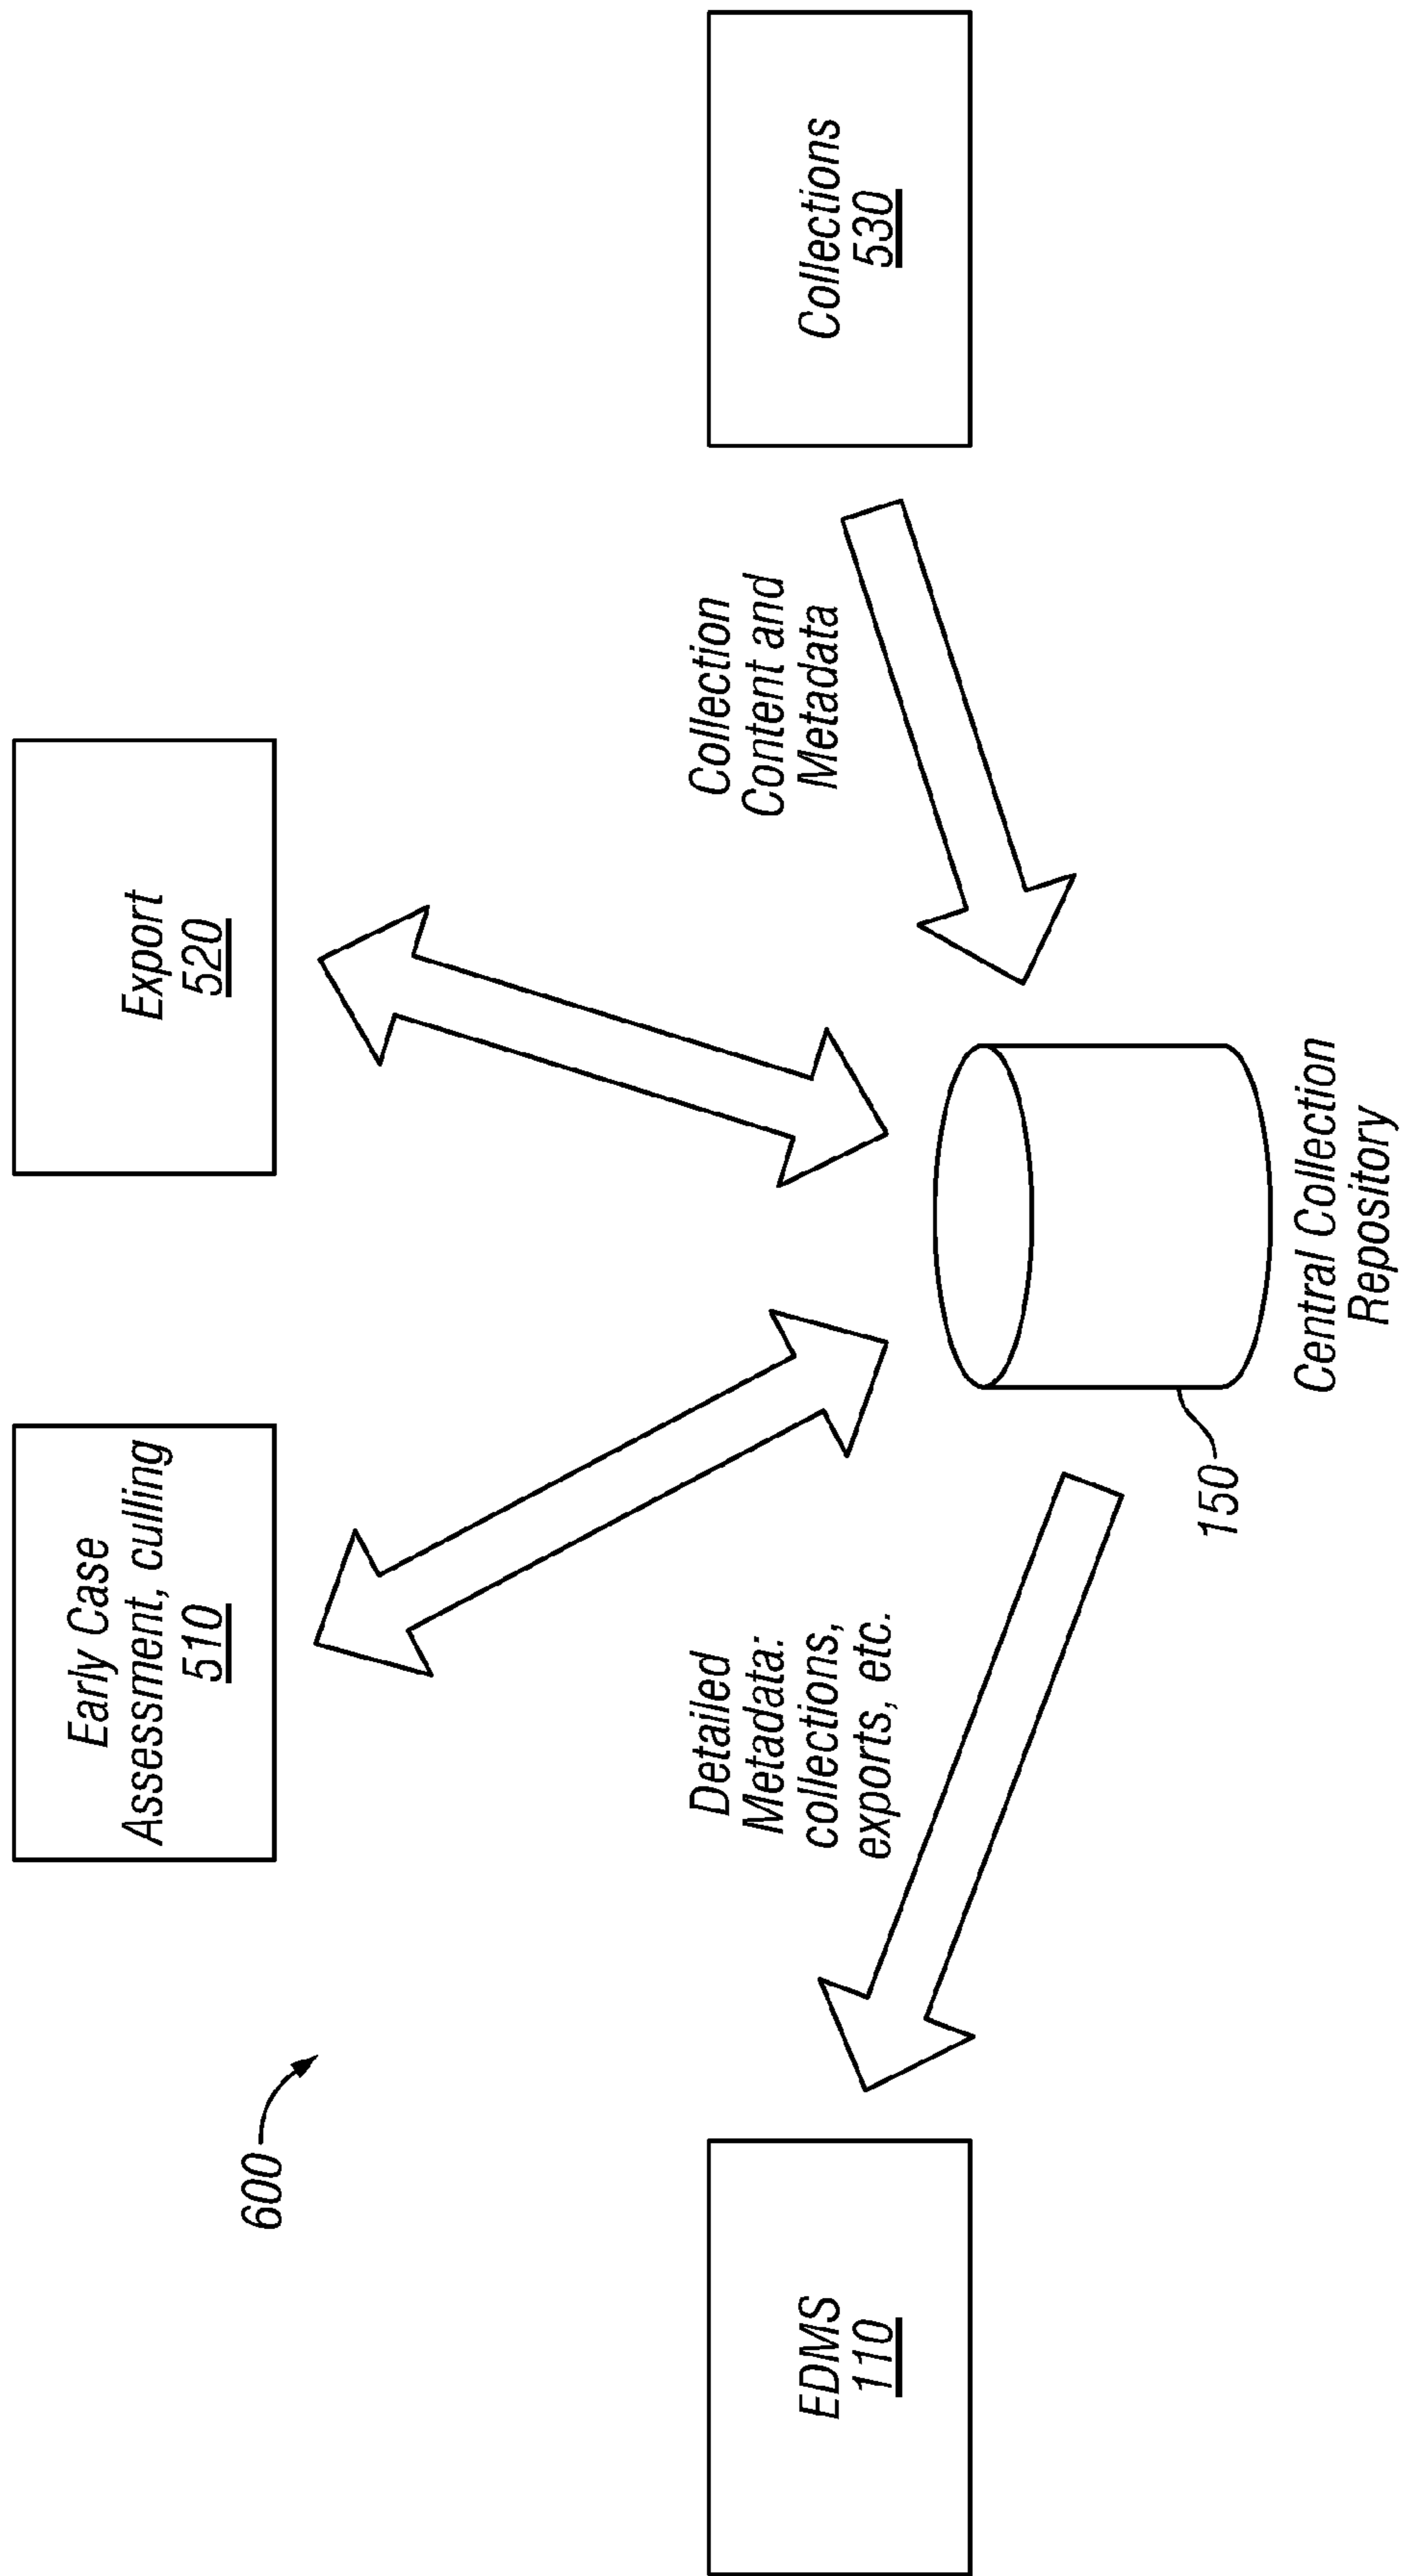 600
Early Case
Assessment, culling
510
Export
520
EDMS
110
Detailed
Metadata:
collections,
exports, etc.
Collection
Content and
Metadata
Collections
530
150
Central Collection
Repository